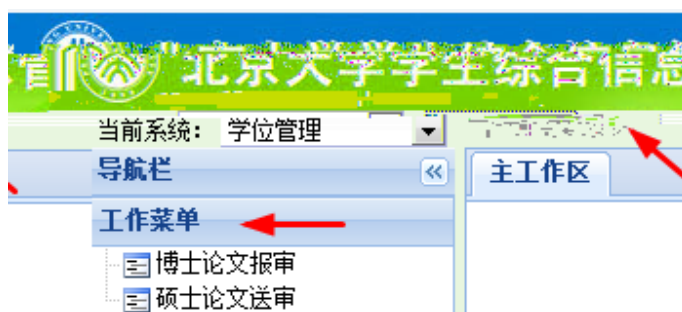 北京大学学生综合信息
当前系统： 学位管理
导航栏 主工作区
工作菜单
博士论文报审
硕士论文送审